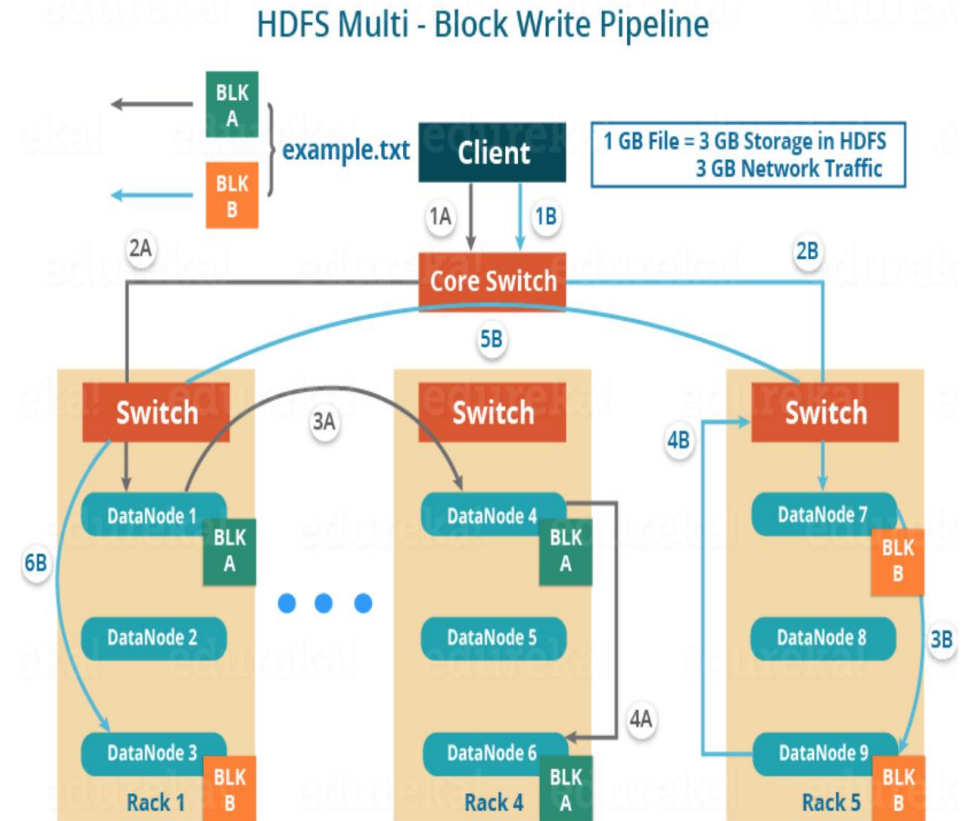 HDFS Multi - Block Write Pipeline
BLK
A
BLK
B
example.txt
Client
1 GB File = 3 GB Storage in HDFS
3 GB Network Traffic
1A
1B
2A
Core Switch
2B
5B
Switch
3A
Switch
4B
Switch
DataNode 1
BLK
A
DataNode 4
BLK
A
DataNode 7
BLK
B
6B
DataNode 2
DataNode 5
DataNode 8
3B
4A
DataNode 3
BLK
B
Rack 1
DataNode 6
BLK
A
Rack 4
DataNode 9
BLK
B
Rack 5
edureka!